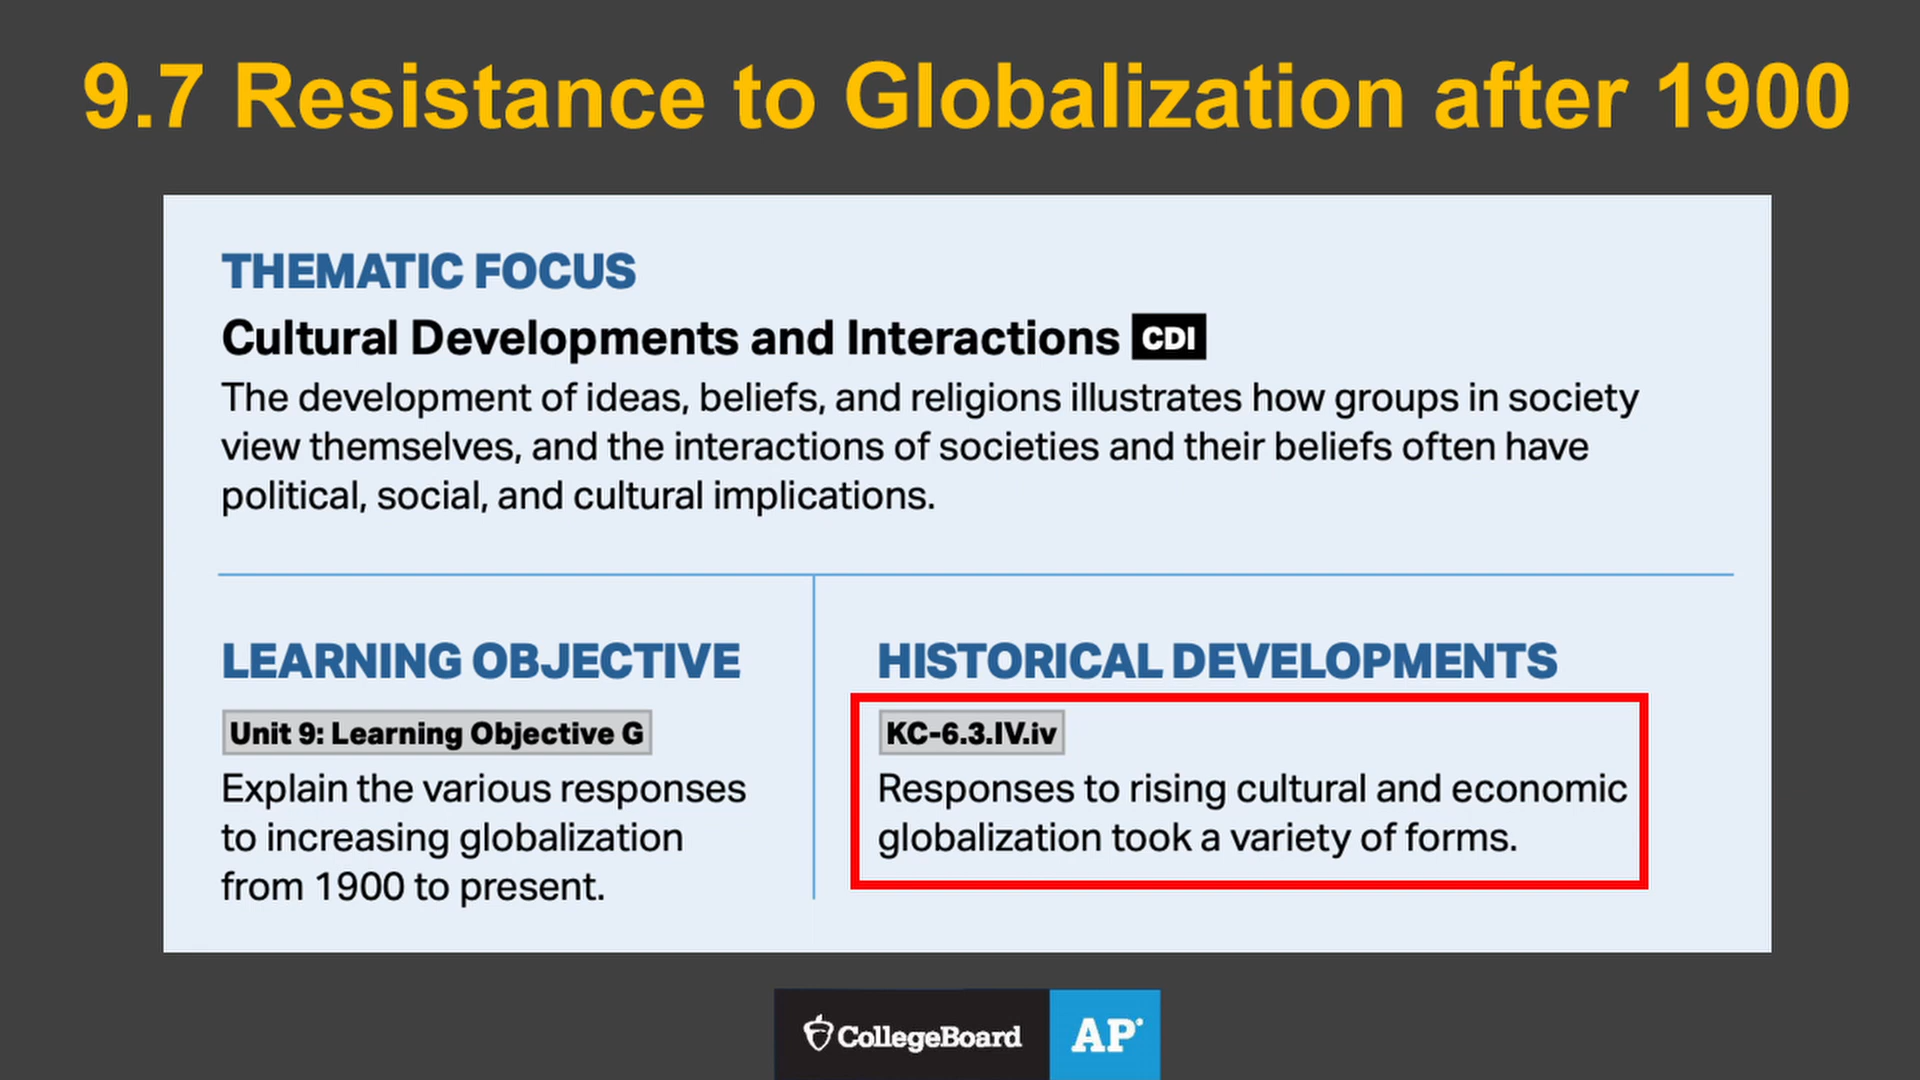 9.7 Resistance to Globalization after 1900
THEMATIC FOCUS
Cultural Developments and Interactions CDI
The development of ideas, beliefs, and religions illustrates how groups in society
view themselves, and the interactions of societies and their beliefs often have
political, social, and cultural implications.
LEARNING OBJECTIVE
Unit 9: Learning Objective G
Explain the various responses
to increasing globalization
from 1900 to present.
HISTORICAL DEVELOPMENTS
KC-6.3.IV.iv
Responses to rising cultural and economic
globalization took a variety of forms.
CollegeBoard AP®